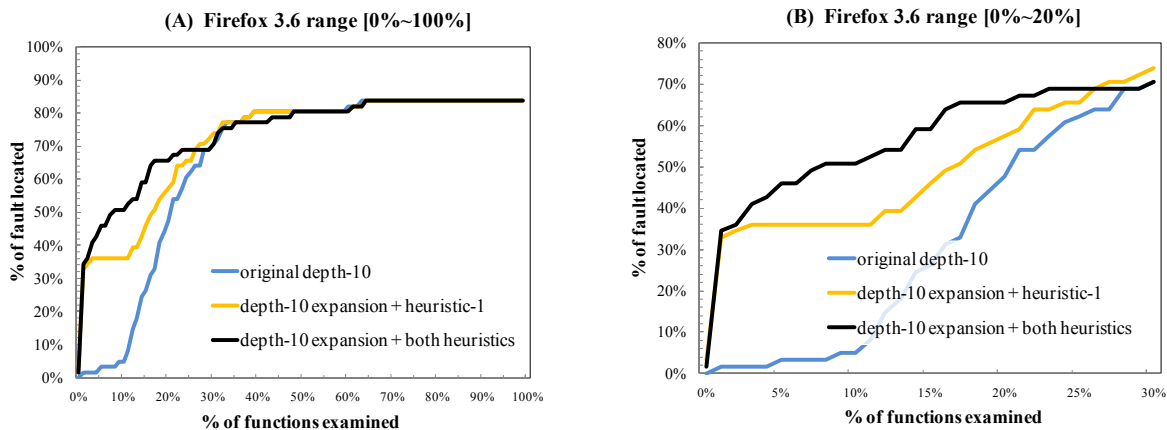 (A) Firefox 3.6 range [0%~100%]
% of fault located
100%
90%
80%
70%
60%
50%
40%
30%
20%
10%
0%
original depth-10
depth-10 expansion + heuristic-1
depth-10 expansion + both heuristics
0% 10% 20% 30% 40% 50% 60% 70% 80% 90% 100%
% of functions examined
(B) Firefox 3.6 range [0%~20%]
% of fault located
80%
70%
60%
50%
40%
30%
20%
10%
0%
original depth-10
depth-10 expansion + heuristic-1
depth-10 expansion + both heuristics
0% 5% 10% 15% 20% 25% 30%
% of functions examined